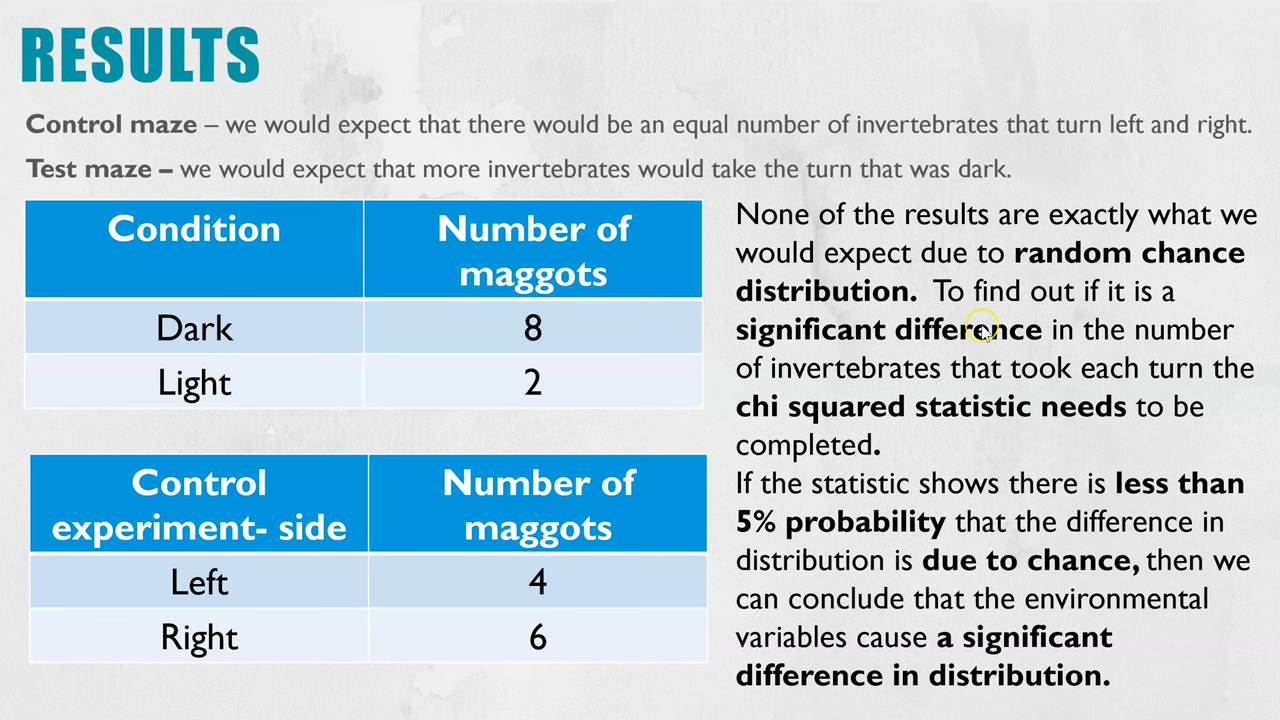 RESULTS
Control maze – we would expect that there would be an equal number of invertebrates that turn left and right.
Test maze – we would expect that more invertebrates would take the turn that was dark.
Condition
Number of
maggots
Dark 8
Light 2
Control
experiment- side
Number of
maggots
Left 4
Right 6
None of the results are exactly what we
would expect due to random chance
distribution. To find out if it is a
significant difference in the number
of invertebrates that took each turn the
chi squared statistic needs to be
completed.
If the statistic shows there is less than
5% probability that the difference in
distribution is due to chance, then we
can conclude that the environmental
variables cause a significant
difference in distribution.